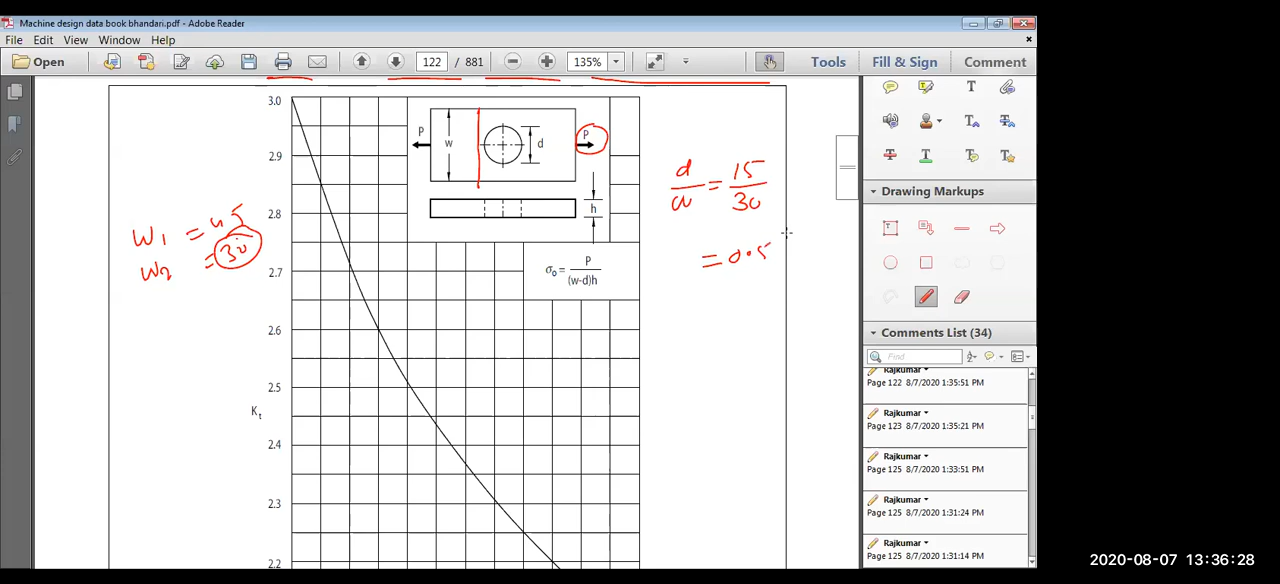 Machine design data book bhandari.pdf - Adobe Reader
File Edit View Window Help
Open 122 / 881 135% Tools Fill & Sign Comment
3.0
2.9
2.8
2.7
2.6
2.5
2.4
2.3
2.2
Kt
P w d P
h
σo = P
(w-d)h
W1 = 45
W2 = 30
d = 15
w 30
= 0.5
Drawing Markups
Comments List (34)
Find
Rajkumar
Page 122 8/7/2020 1:35:51 PM
Rajkumar
Page 123 8/7/2020 1:35:21 PM
Rajkumar
Page 125 8/7/2020 1:33:51 PM
Rajkumar
Page 125 8/7/2020 1:31:24 PM
Rajkumar
Page 125 8/7/2020 1:31:14 PM
2020-08-07 13:36:28